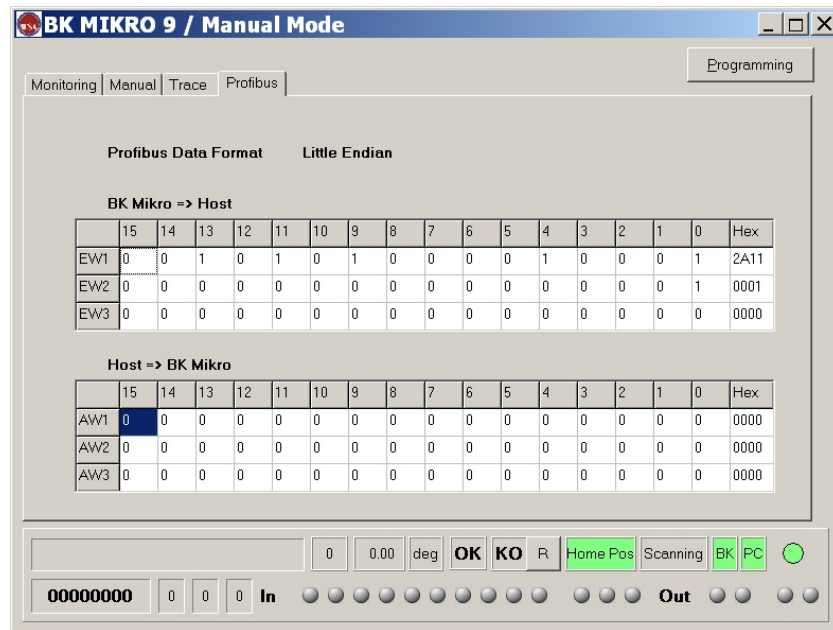 BK MIKRO 9 / Manual Mode
Programming
Monitoring Manual Trace Profibus
Profibus Data Format Little Endian
BK Mikro => Host
15 14 13 12 11 10 9 8 7 6 5 4 3 2 1 0 Hex
EW1 0 0 1 0 1 0 1 0 0 0 0 1 0 0 0 1 2A11
EW2 0 0 0 0 0 0 0 0 0 0 0 0 0 0 0 1 0001
EW3 0 0 0 0 0 0 0 0 0 0 0 0 0 0 0 0 0000
Host => BK Mikro
15 14 13 12 11 10 9 8 7 6 5 4 3 2 1 0 Hex
AW1 0 0 0 0 0 0 0 0 0 0 0 0 0 0 0 0 0000
AW2 0 0 0 0 0 0 0 0 0 0 0 0 0 0 0 0 0000
AW3 0 0 0 0 0 0 0 0 0 0 0 0 0 0 0 0 0000
0 0.00 deg OK KO R Home Pos Scanning BK PC
00000000 0 0 0 In Out